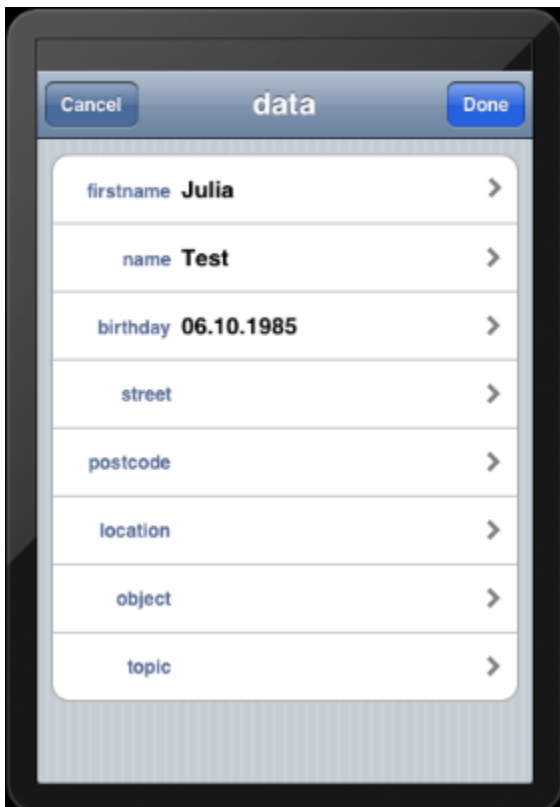 Cancel data Done
firstname Julia
name Test
birthday 06.10.1985
street
postcode
location
object
topic